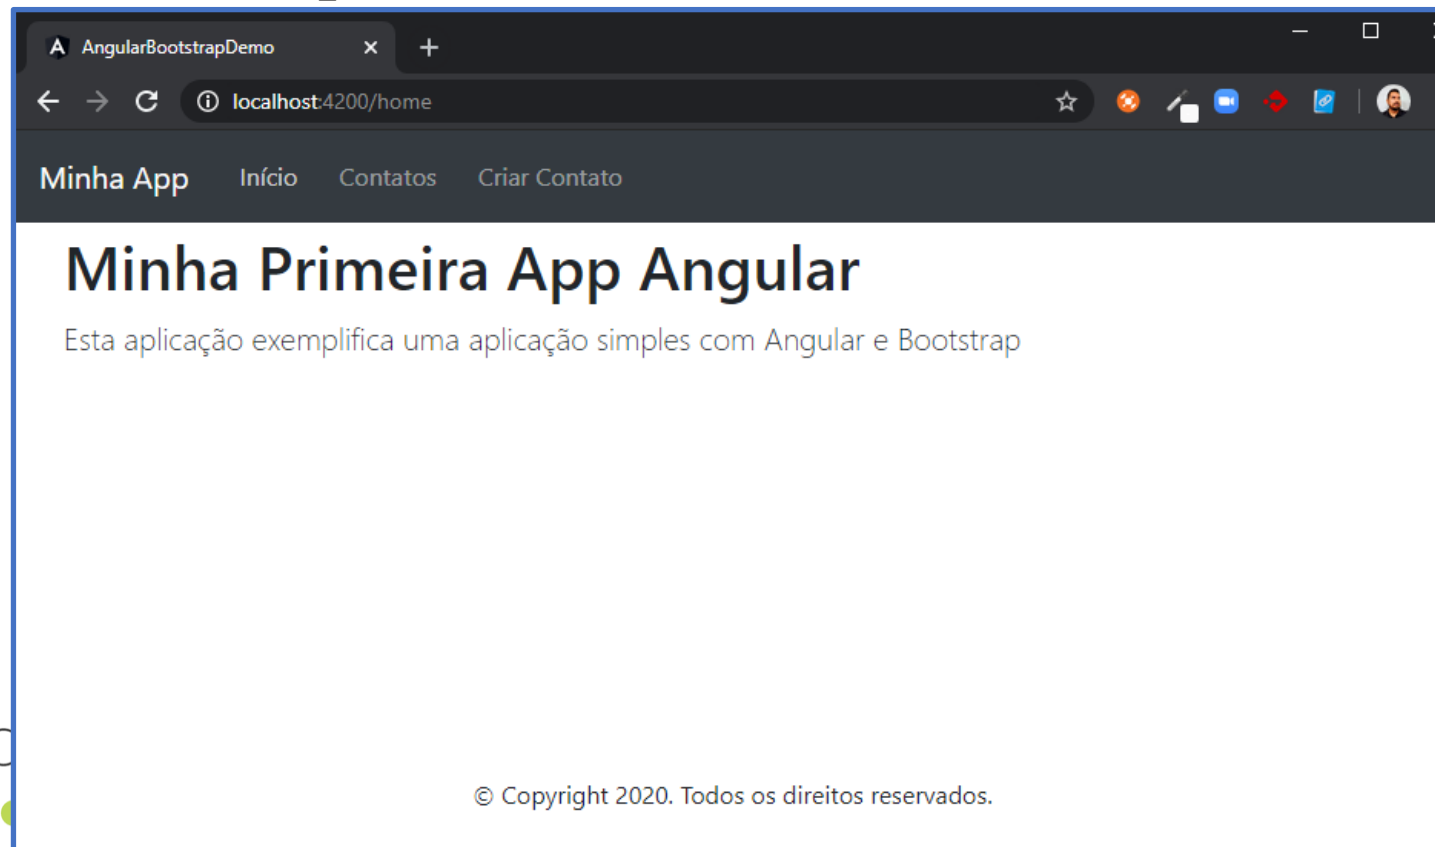 AngularBootstrapDemo
localhost:4200/home
Minha App Início Contatos Criar Contato
Minha Primeira App Angular
Esta aplicação exemplifica uma aplicação simples com Angular e Bootstrap
© Copyright 2020. Todos os direitos reservados.